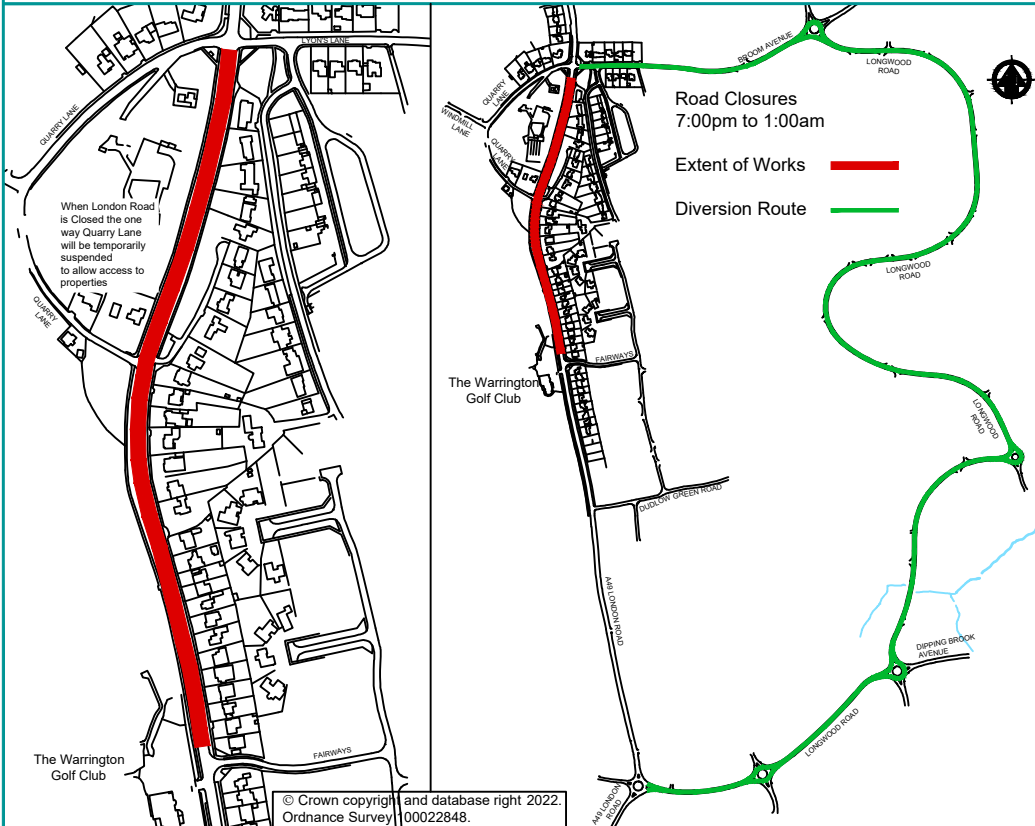 LYON'S LANE
QUARRY LANE
When London Road
is Closed the one
way Quarry Lane
will be temporarily
suspended
to allow access to
properties
QUARRY
LANE
The Warrington
Golf Club
FAIRWAYS
© Crown copyright and database right 2022.
Ordnance Survey 100022848.
BROOM AVENUE
LONGWOOD
ROAD
QUARRY
LANE
WINDMILL
LANE
QUARRY
LANE
Road Closures
7:00pm to 1:00am
Extent of Works
Diversion Route
LONGWOOD
ROAD
FAIRWAYS
The Warrington
Golf Club
LONGWOOD
ROAD
DUDLOW GREEN ROAD
A49 LONDON ROAD
DIPPING BROOK
AVENUE
LONGWOOD ROAD
A49 LONDON
ROAD